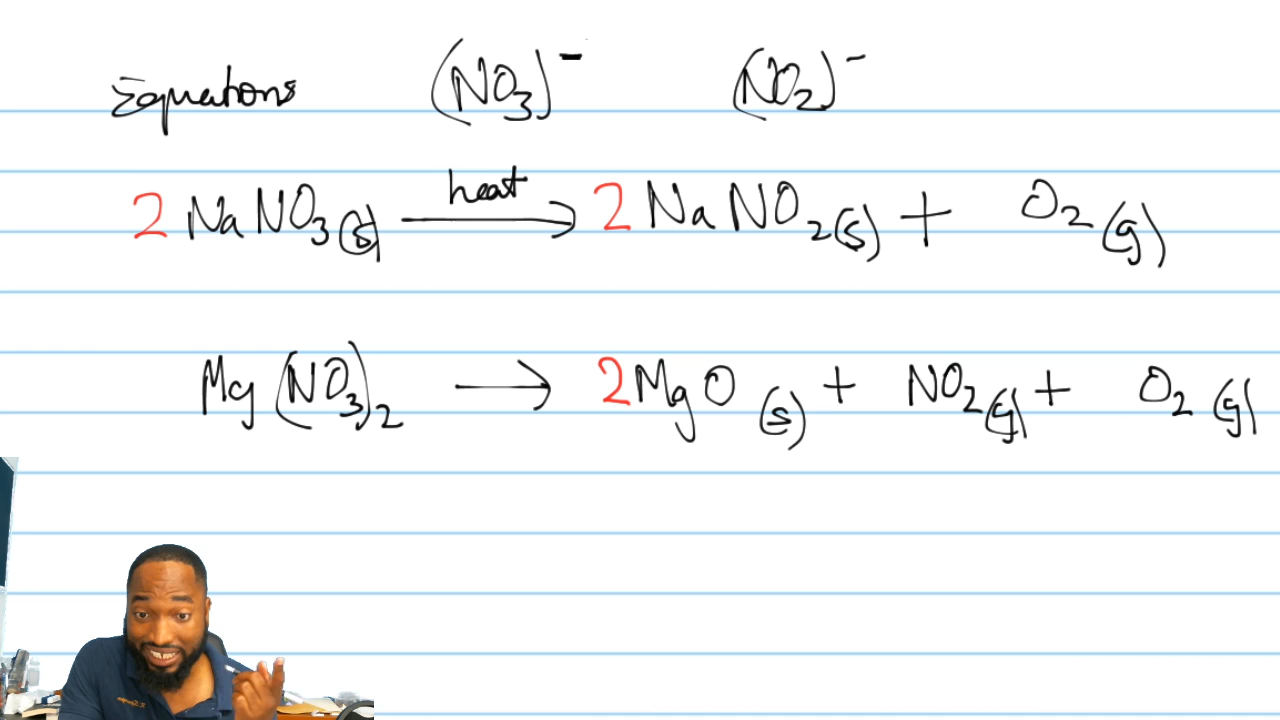 Equations (NO3)− (NO2)−
2 NaNO3(s) heat → 2 NaNO2(s) + O2(g)
Mg(NO3)2 → 2MgO(s) + NO2(g) + O2(g)